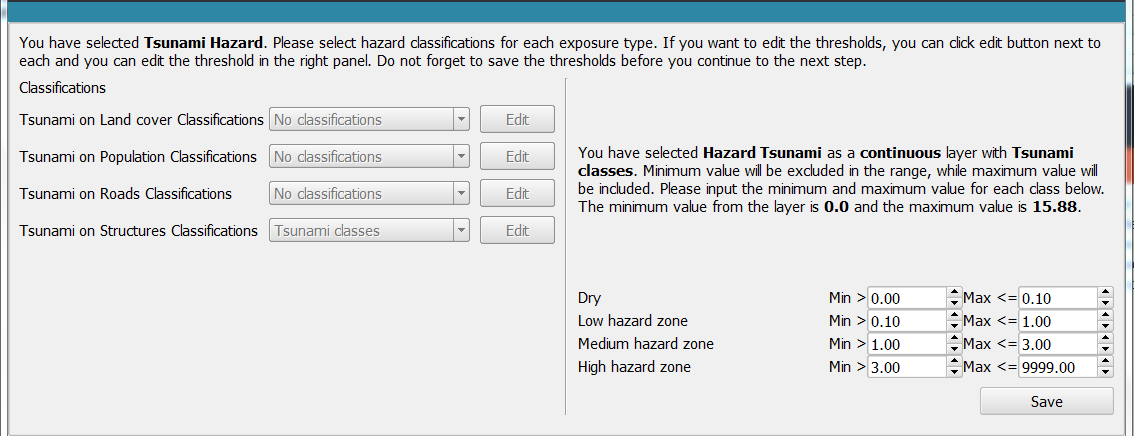 You have selected Tsunami Hazard. Please select hazard classifications for each exposure type. If you want to edit the thresholds, you can click edit button next to
each and you can edit the threshold in the right panel. Do not forget to save the thresholds before you continue to the next step.
Classifications
Tsunami on Land cover Classifications No classifications Edit
Tsunami on Population Classifications No classifications Edit
Tsunami on Roads Classifications No classifications Edit
Tsunami on Structures Classifications Tsunami classes Edit
You have selected Hazard Tsunami as a continuous layer with Tsunami
classes. Minimum value will be excluded in the range, while maximum value will
be included. Please input the minimum and maximum value for each class below.
The minimum value from the layer is 0.0 and the maximum value is 15.88.
Dry Min > 0.00 Max <= 0.10
Low hazard zone Min > 0.10 Max <= 1.00
Medium hazard zone Min > 1.00 Max <= 3.00
High hazard zone Min > 3.00 Max <= 9999.00
Save